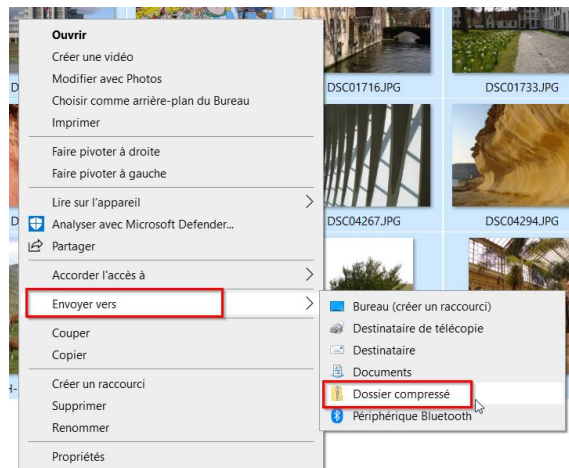 Ouvrir
Créer une vidéo
Modifier avec Photos
Choisir comme arrière-plan du Bureau
Imprimer
Faire pivoter à droite
Faire pivoter à gauche
Lire sur l'appareil
Analyser avec Microsoft Defender...
Partager
Accorder l'accès à
Envoyer vers
Couper
Copier
Créer un raccourci
Supprimer
Renommer
Propriétés
DSC01716.JPG
DSC01733.JPG
DSC04267.JPG
DSC04294.JPG
Bureau (créer un raccourci)
Destinataire de télécopie
Destinataire
Documents
Dossier compressé
Périphérique Bluetooth